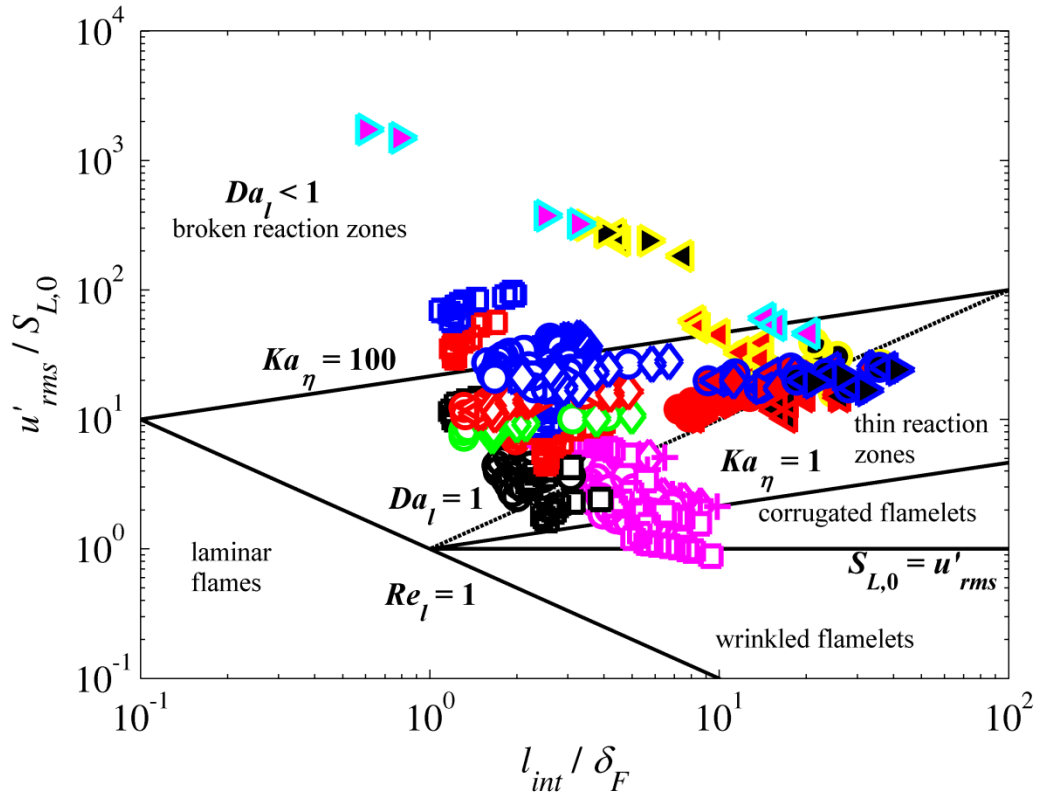 10^4
10^3
10^2
10^1
10^0
10^-1
u'rms / S_L,0
Da_l < 1
broken reaction zones
Ka_η = 100
thin reaction
zones
Ka_η = 1
Da_l = 1
corrugated flamelets
laminar
flames
S_L,0 = u'rms
Re_l = 1
wrinkled flamelets
10^-1
10^0
10^1
10^2
l_int / δ_F